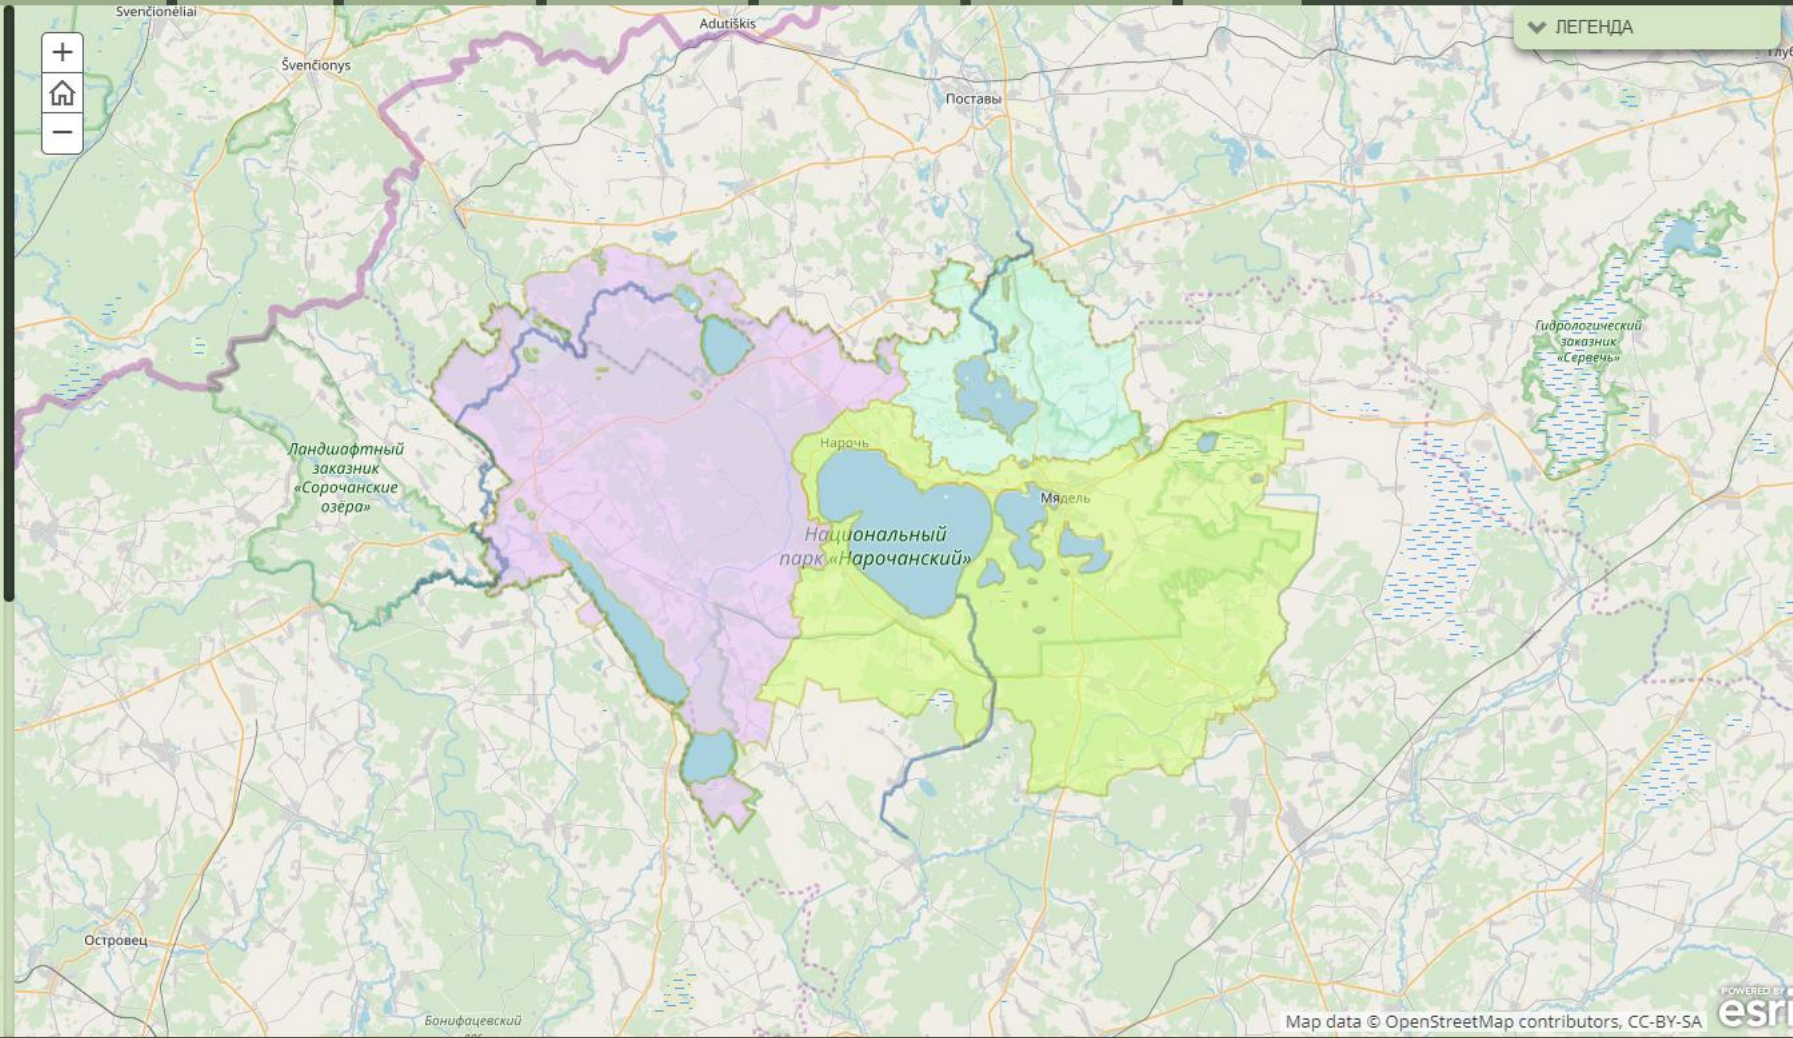 Švenčionėliai
Adutiškis
ЛЕГЕНДА
Švenčionys
Поставы
Гидрологический
заказник
«Сервечь»
Ландшафтный
заказник
«Сорочанские
озёра»
Нарочь
Мядель
Национальный
парк «Нарочанский»
Островец
Бонифацевский
POWERED BY
esri
Map data © OpenStreetMap contributors, CC-BY-SA